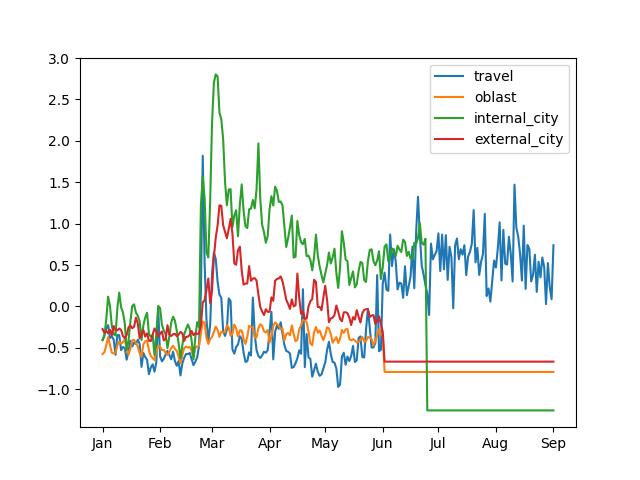 3.0
2.5
2.0
1.5
1.0
0.5
0.0
−0.5
−1.0
Jan Feb Mar Apr May Jun Jul Aug Sep
travel
oblast
internal_city
external_city